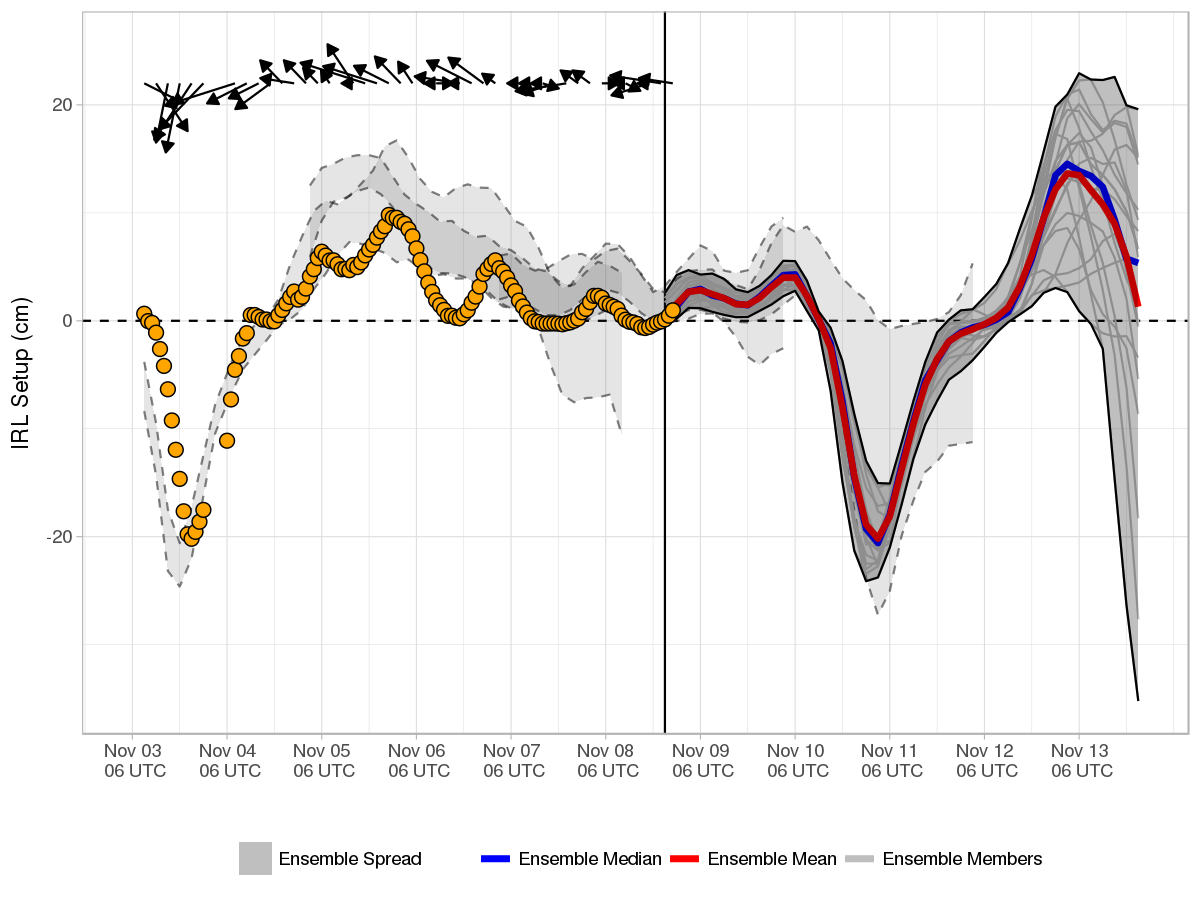 IRL Setup (cm)
20
0
-20
Nov 03 06 UTC
Nov 04 06 UTC
Nov 05 06 UTC
Nov 06 06 UTC
Nov 07 06 UTC
Nov 08 06 UTC
Nov 09 06 UTC
Nov 10 06 UTC
Nov 11 06 UTC
Nov 12 06 UTC
Nov 13 06 UTC
Ensemble Spread
Ensemble Median
Ensemble Mean
Ensemble Members